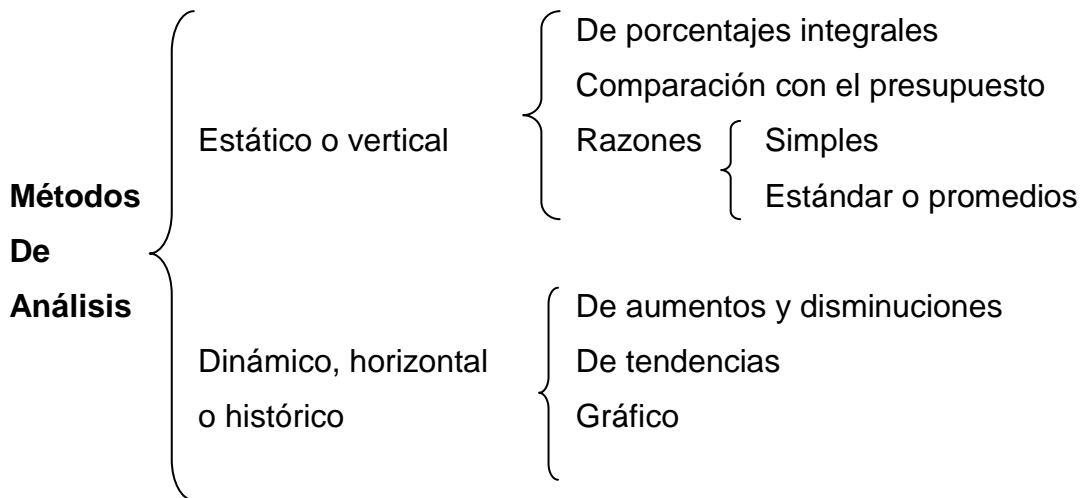 Métodos
De
Análisis
Estático o vertical
De porcentajes integrales
Comparación con el presupuesto
Razones
Simples
Estándar o promedios
Dinámico, horizontal
o histórico
De aumentos y disminuciones
De tendencias
Gráfico